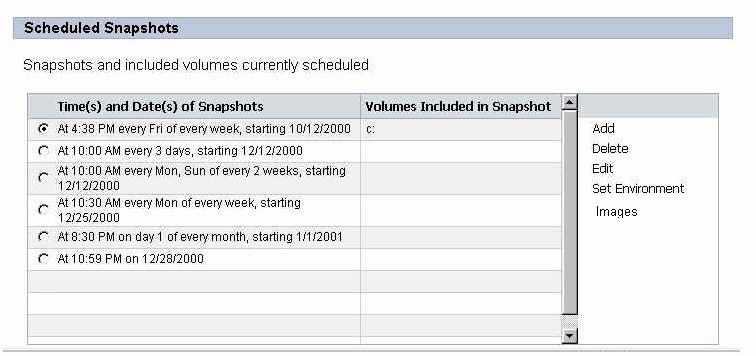 Scheduled Snapshots
Snapshots and included volumes currently scheduled
Time(s) and Date(s) of Snapshots
Volumes Included in Snapshot
At 4:38 PM every Fri of every week, starting 10/12/2000
c:
At 10:00 AM every 3 days, starting 12/12/2000
At 10:00 AM every Mon, Sun of every 2 weeks, starting
12/12/2000
At 10:30 AM every Mon of every week, starting
12/25/2000
At 8:30 PM on day 1 of every month, starting 1/1/2001
At 10:59 PM on 12/28/2000
Add
Delete
Edit
Set Environment
Images